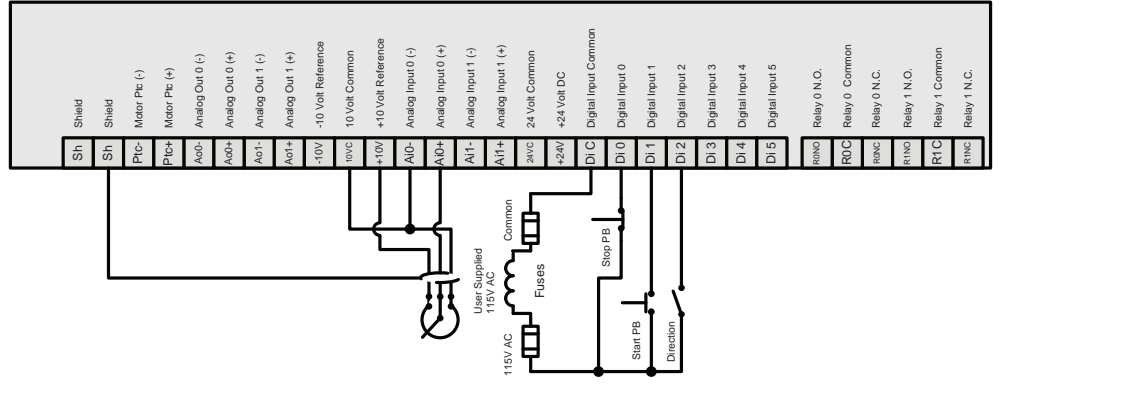 Shield
Shield
Motor Ptc (-)
Motor Ptc (+)
Analog Out 0 (-)
Analog Out 0 (+)
Analog Out 1 (-)
Analog Out 1 (+)
-10 Volt Reference
10 Volt Common
+10 Volt Reference
Analog Input 0 (-)
Analog Input 0 (+)
Analog Input 1 (-)
Analog Input 1 (+)
24 Volt Common
+24 Volt DC
Digital Input Common
Digital Input 0
Digital Input 1
Digital Input 2
Digital Input 3
Digital Input 4
Digital Input 5
Relay 0 N.O.
Relay 0 Common
Relay 0 N.C.
Relay 1 N.O.
Relay 1 Common
Relay 1 N.C.
Sh
Sh
Ptc-
Ptc+
Ao0-
Ao0+
Ao1-
Ao1+
-10V
10VC
+10V
Ai0-
Ai0+
Ai1-
Ai1+
24VC
+24V
Di C
Di 0
Di 1
Di 2
Di 3
Di 4
Di 5
R0NO
R0C
R0NC
R1NO
R1C
R1NC
User Supplied
115V AC
Common
Fuses
115V AC
Stop PB
Start PB
Direction